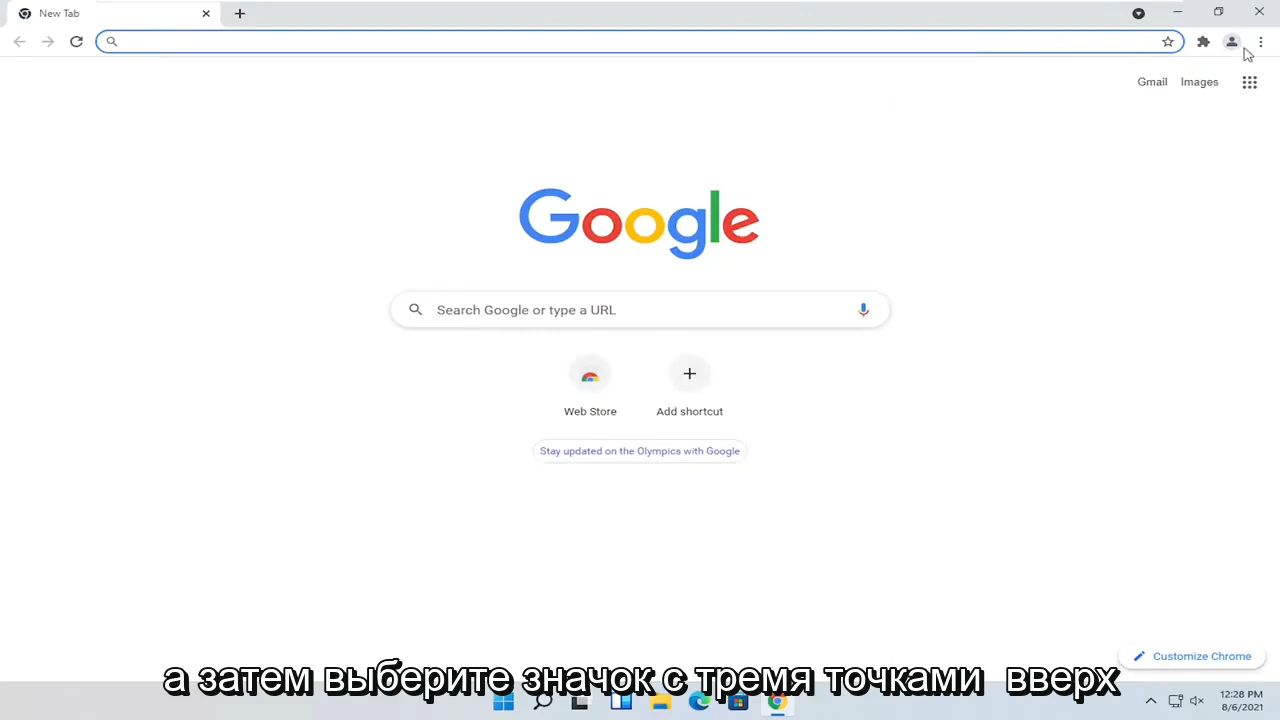 New Tab
Gmail Images
Google
Search Google or type a URL
Web Store Add shortcut
Stay updated on the Olympics with Google
Customize Chrome
а затем выберите значок с тремя точками вверх
12:28 PM
8/6/2021